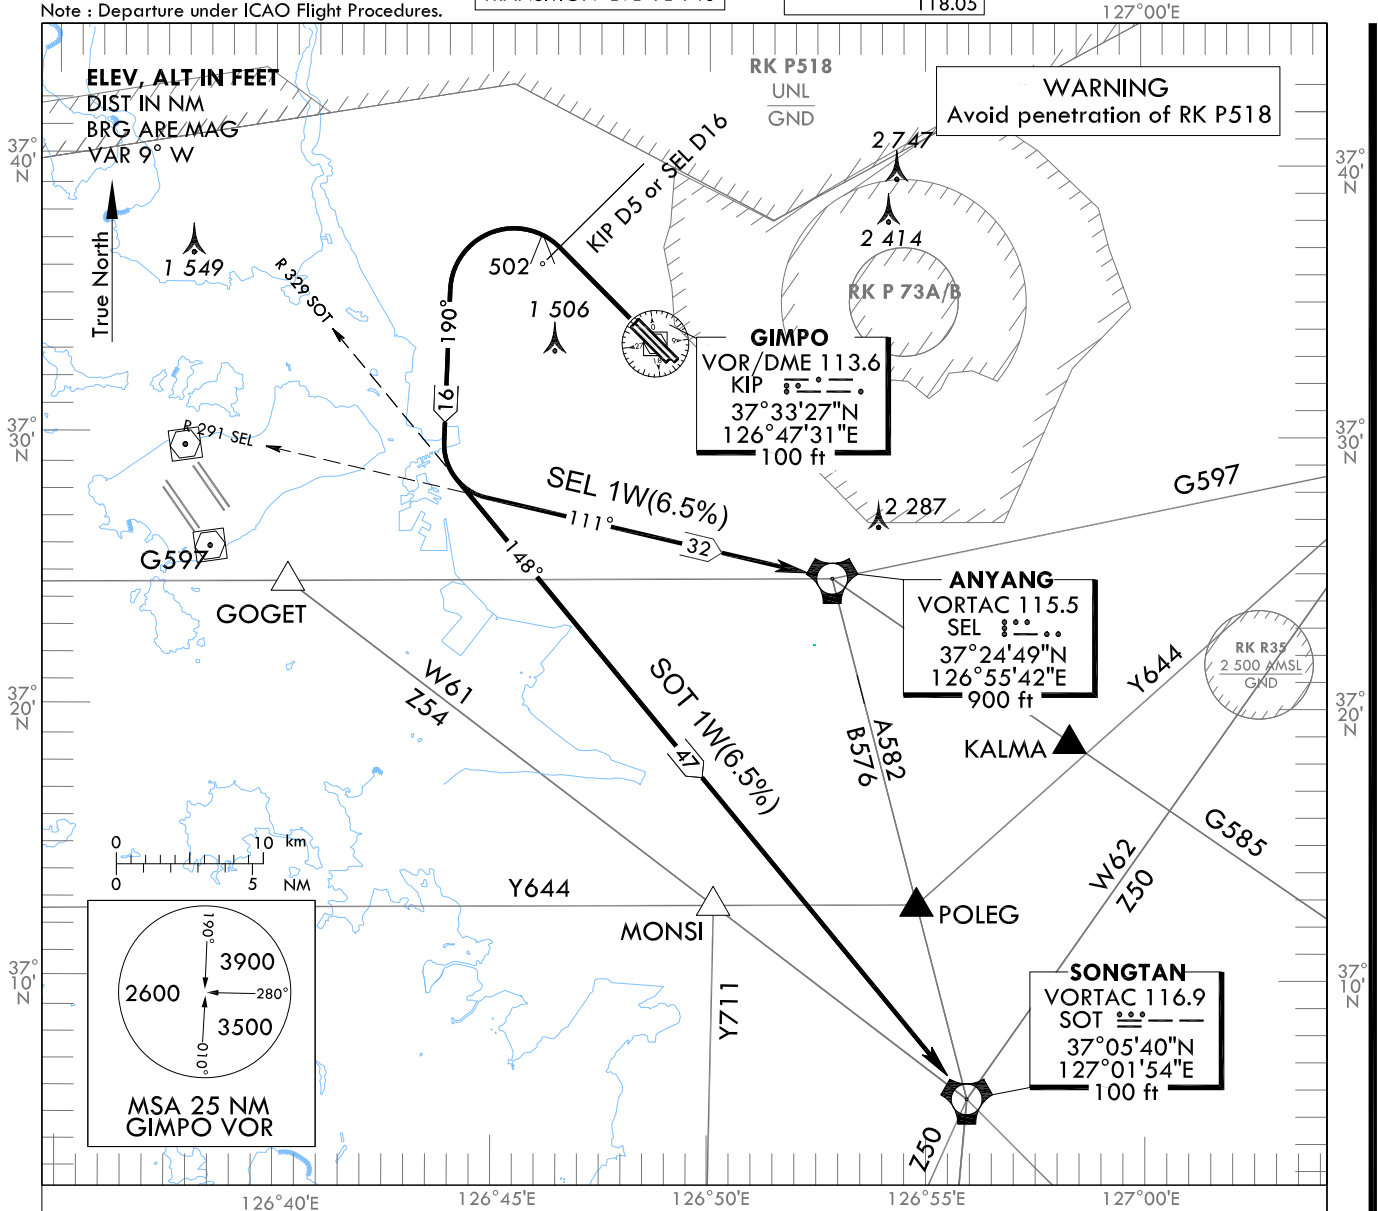 Note : Departure under ICAO Flight Procedures.
118.05
127°00'E
ELEV, ALT IN FEET
DIST IN NM
BRG ARE MAG
VAR 9° W
True North
RK P518
UNL
GND
WARNING
Avoid penetration of RK P518
37°
40'
N
37°
40'
N
2 747
2 414
1 549
R 329 SOT
KIP D5 or SEL D16
502
1 506
RK P 73A/B
190°
16
GIMPO
VOR/DME 113.6
KIP
37°33'27"N
126°47'31"E
100 ft
37°
30'
N
37°
30'
N
R 291 SEL
SEL 1W(6.5%)
111°
32
2 287
G597
G597
GOGET
148°
ANYANG
VORTAC 115.5
SEL
37°24'49"N
126°55'42"E
900 ft
RK R35
2 500 AMSL
GND
W61
Z54
SOT 1W(6.5%)
47
Y644
37°
20'
N
37°
20'
N
A582
B576
KALMA
G585
0 10 km
0 5 NM
W62
Z50
Y644
MONSI
POLEG
190°
3900
2600
280°
3500
010°
MSA 25 NM
GIMPO VOR
37°
10'
N
37°
10'
N
Y711
SONGTAN
VORTAC 116.9
SOT
37°05'40"N
127°01'54"E
100 ft
Z50
126°40'E
126°45'E
126°50'E
126°55'E
127°00'E